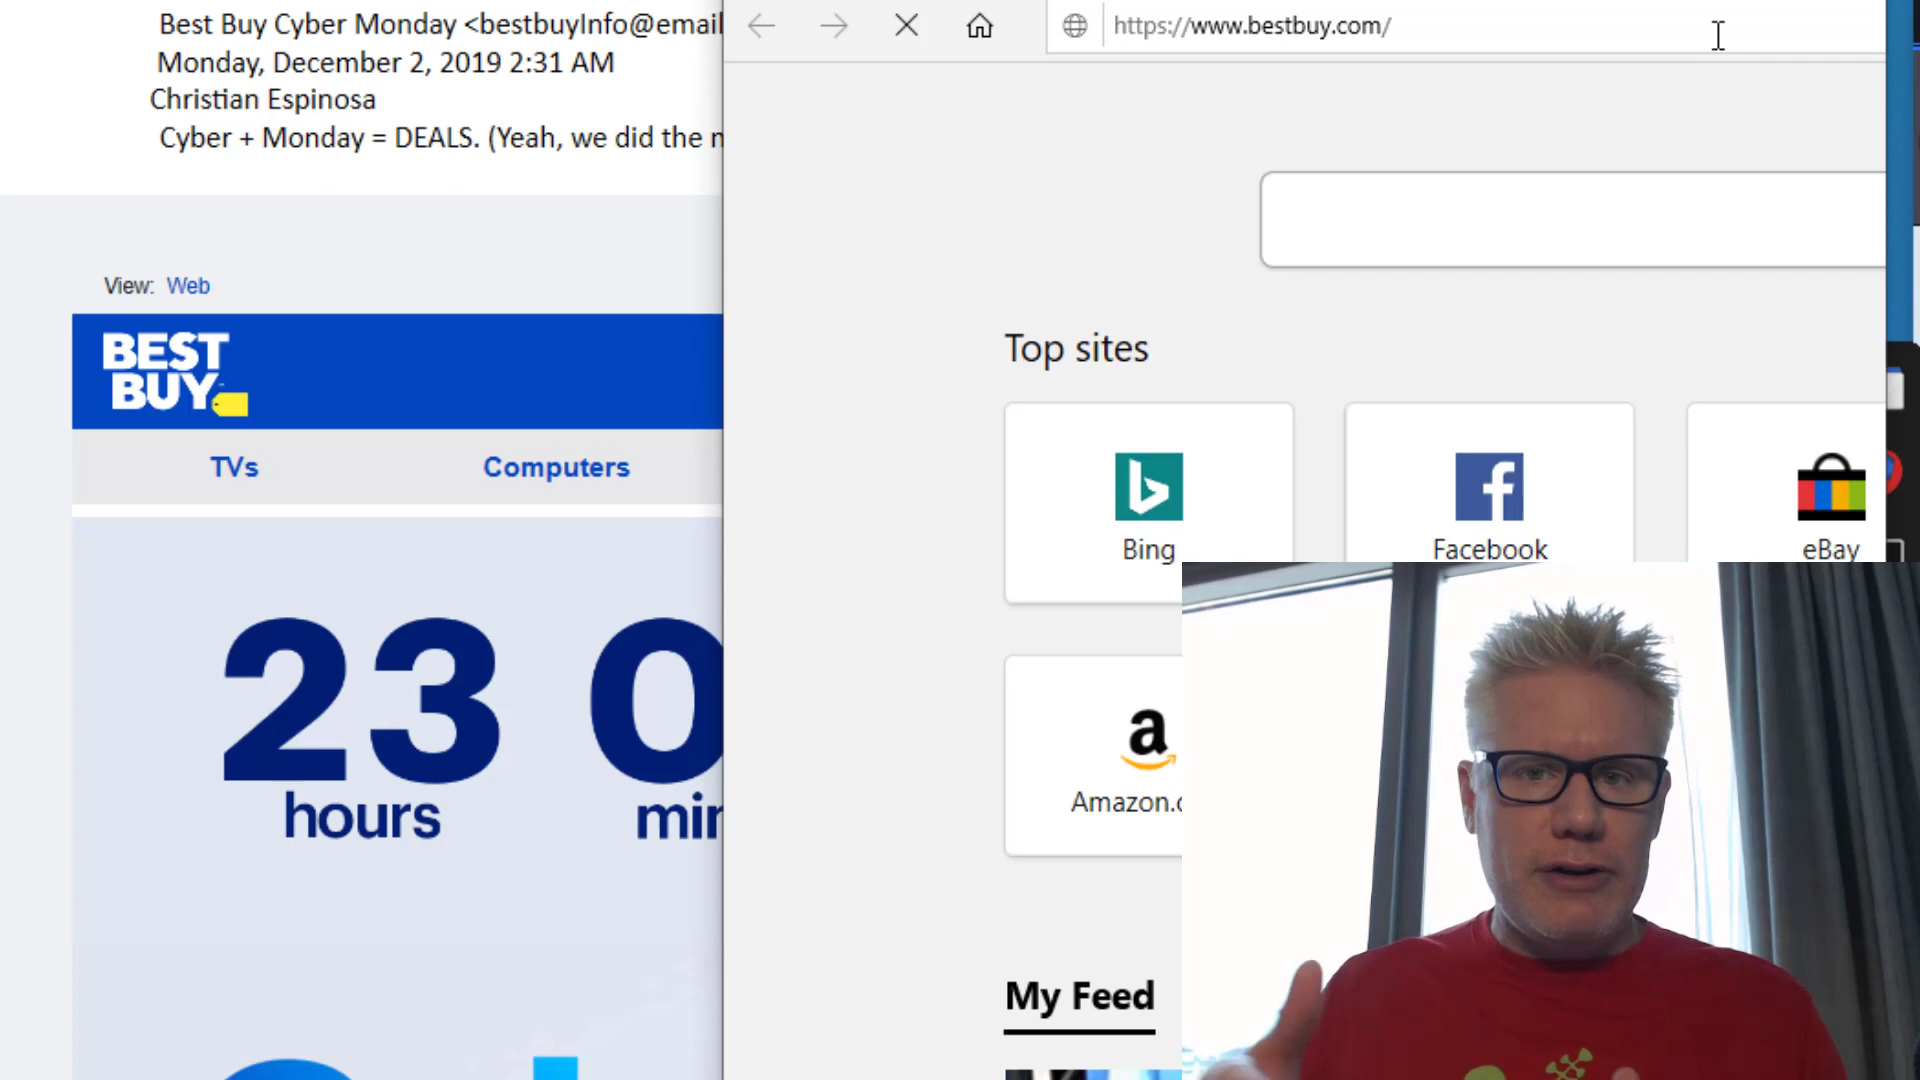 Best Buy Cyber Monday <bestbuyInfo@email
Monday, December 2, 2019 2:31 AM
Christian Espinosa
Cyber + Monday = DEALS. (Yeah, we did the
View: Web
BEST BUY
TVs
Computers
23 0
hours
https://www.bestbuy.com/
Top sites
Bing
Facebook
eBay
a
Amazon.
My Feed